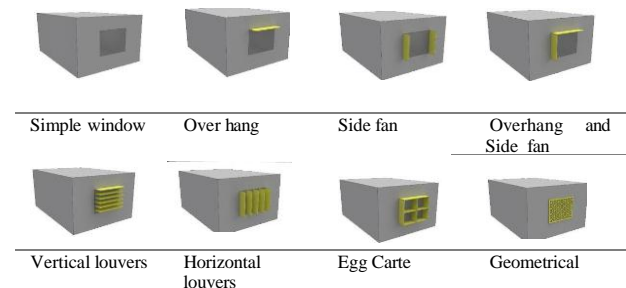 Simple window
Over hang
Side fan
Overhang and
Side fan
Vertical louvers
Horizontal
louvers
Egg Carte
Geometrical